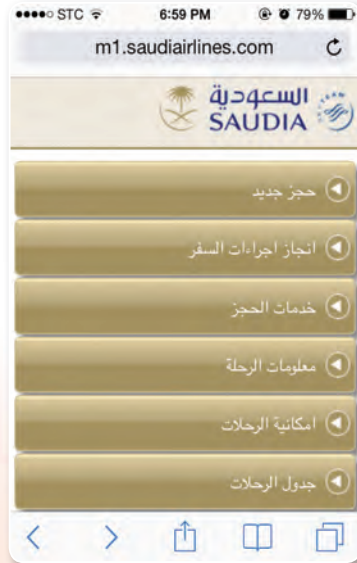 STC 6:59 PM 79%
m1.saudiairlines.com
السعودية
SAUDIA
حجز جديد
انجاز اجراءات السفر
خدمات الحجز
معلومات الرحلة
امكانية الرحلات
جدول الرحلات